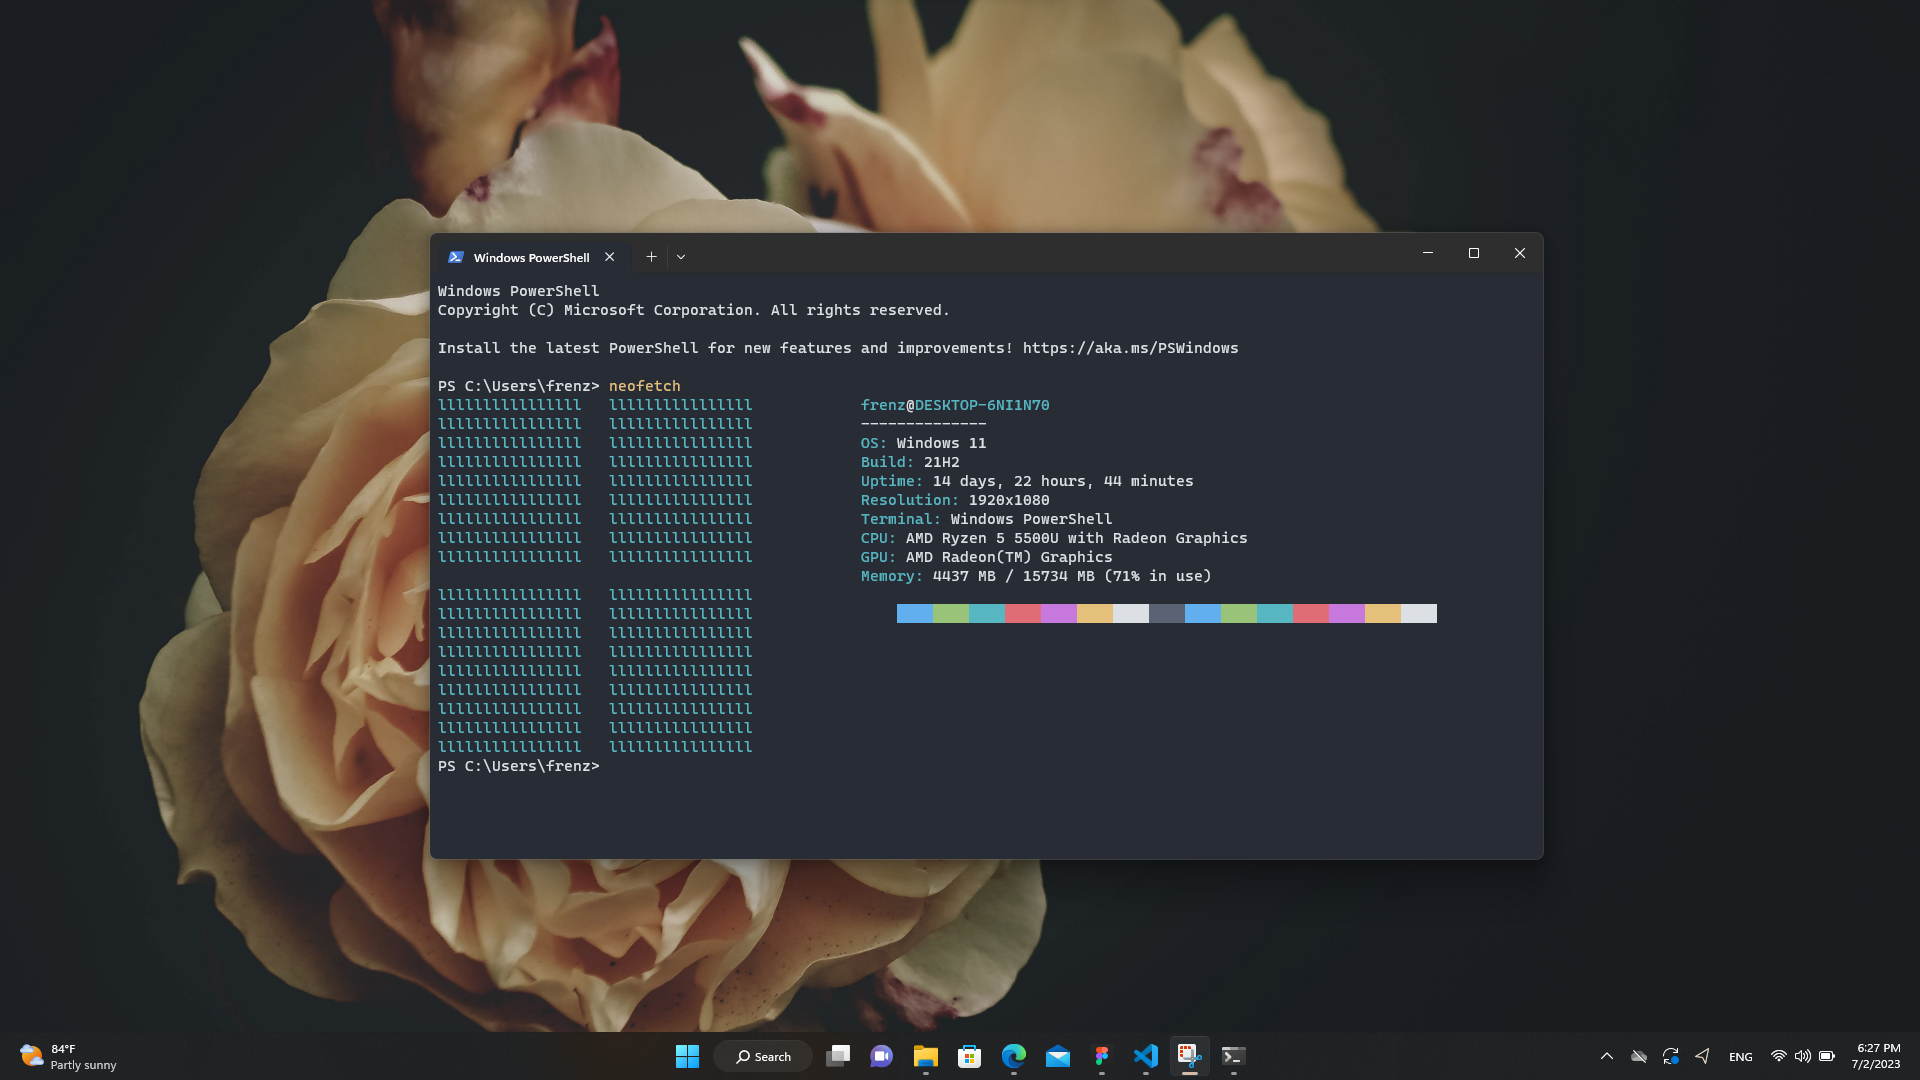 Windows PowerShell
Windows PowerShell
Copyright (C) Microsoft Corporation. All rights reserved.
Install the latest PowerShell for new features and improvements! https://aka.ms/PSWindows
PS C:\Users\frenz> neofetch
llllllllllllllll   llllllllllllllll            frenz@DESKTOP-6NI1N70
llllllllllllllll   llllllllllllllll            --------------
llllllllllllllll   llllllllllllllll            OS: Windows 11
llllllllllllllll   llllllllllllllll            Build: 21H2
llllllllllllllll   llllllllllllllll            Uptime: 14 days, 22 hours, 44 minutes
llllllllllllllll   llllllllllllllll            Resolution: 1920x1080
llllllllllllllll   llllllllllllllll            Terminal: Windows PowerShell
llllllllllllllll   llllllllllllllll            CPU: AMD Ryzen 5 5500U with Radeon Graphics
llllllllllllllll   llllllllllllllll            GPU: AMD Radeon(TM) Graphics
Memory: 4437 MB / 15734 MB (71% in use)
llllllllllllllll   llllllllllllllll
llllllllllllllll   llllllllllllllll
llllllllllllllll   llllllllllllllll
llllllllllllllll   llllllllllllllll
llllllllllllllll   llllllllllllllll
llllllllllllllll   llllllllllllllll
llllllllllllllll   llllllllllllllll
llllllllllllllll   llllllllllllllll
llllllllllllllll   llllllllllllllll
PS C:\Users\frenz>
84°F
Partly sunny
Search
ENG
6:27 PM
7/2/2023